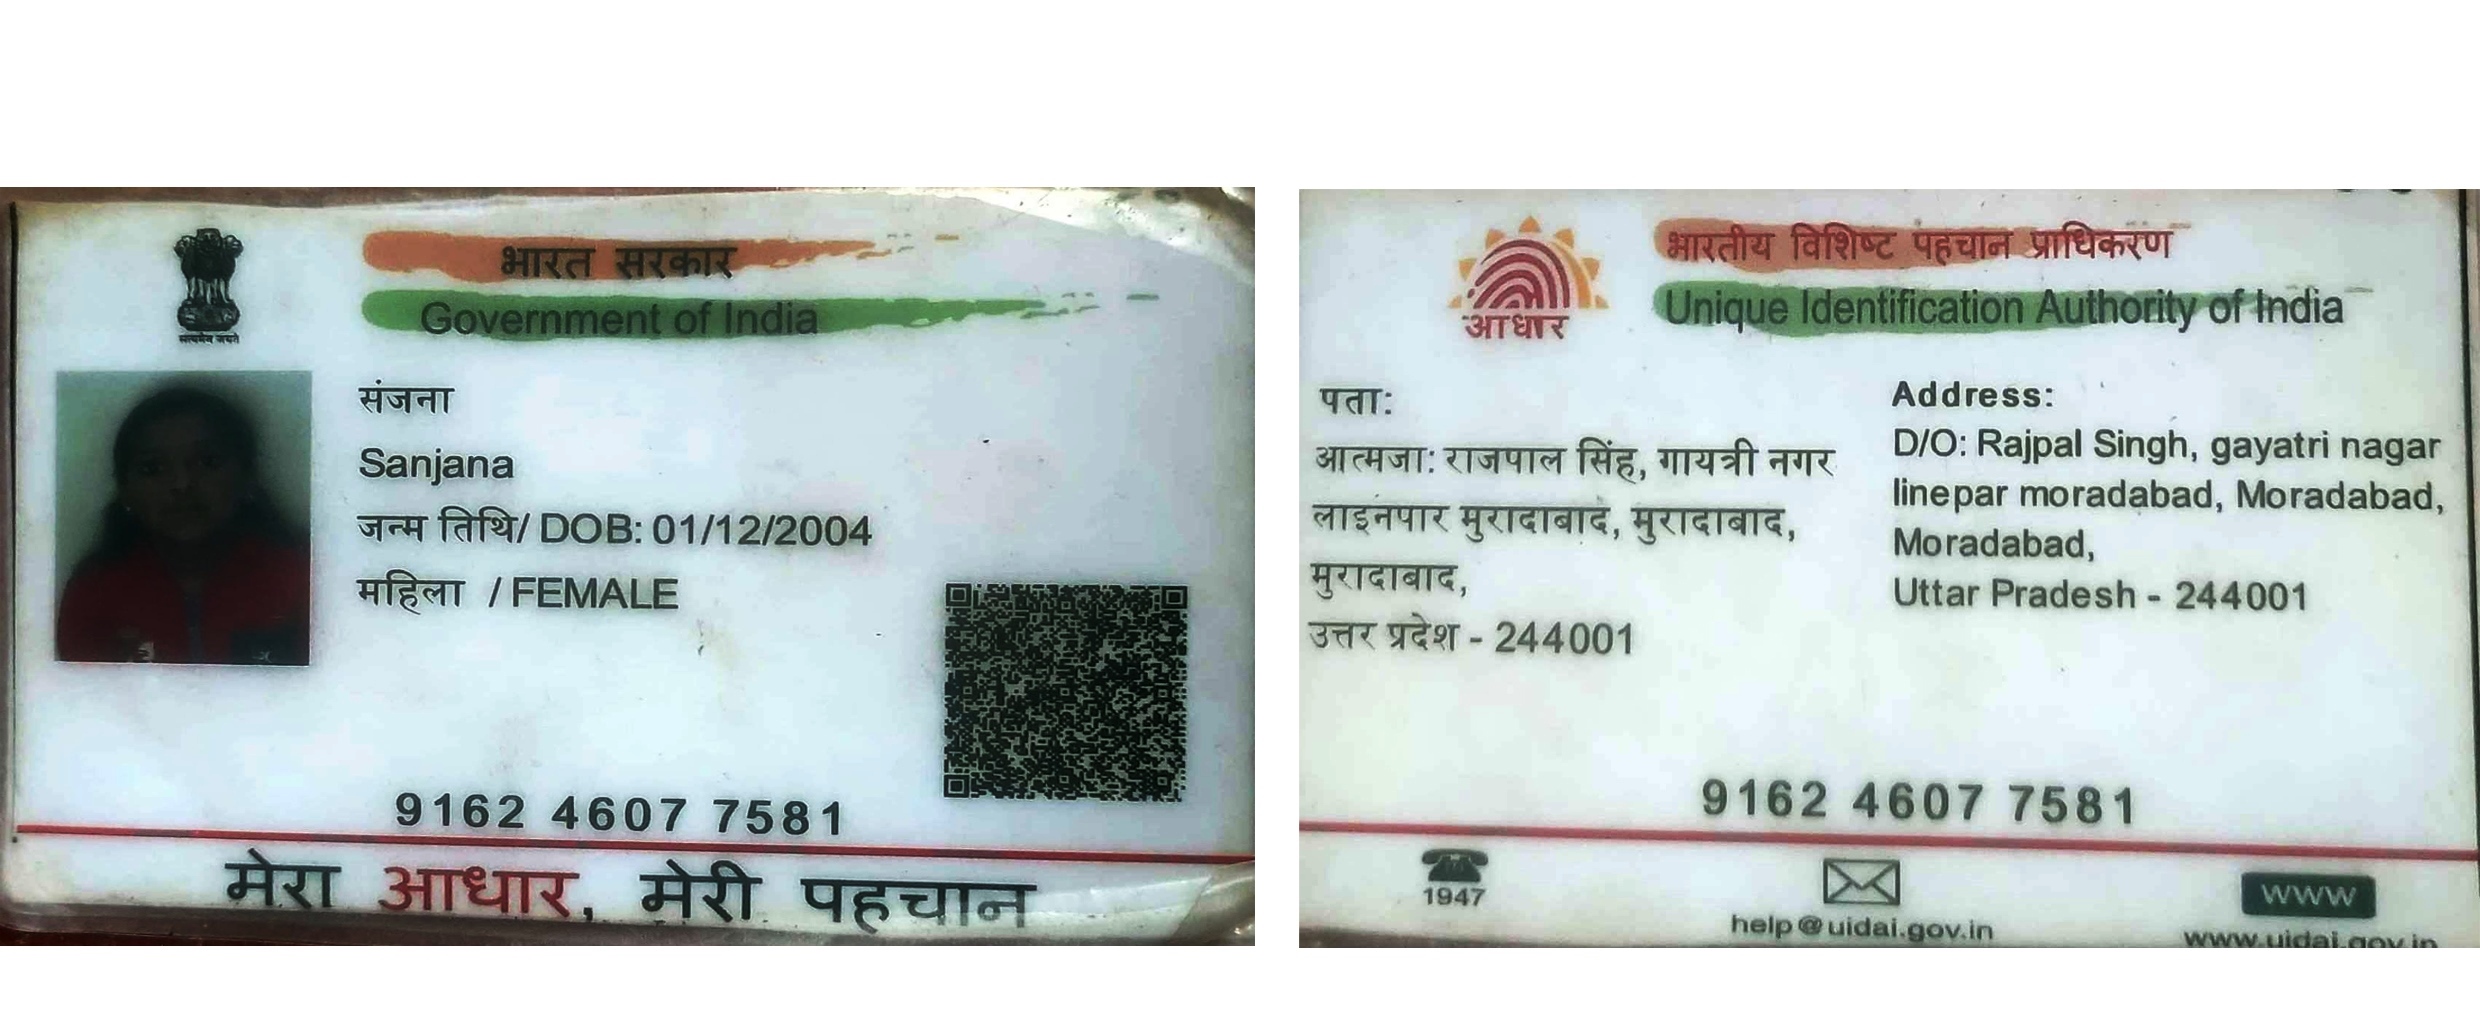 भारत सरकार
Government of India
सत्यमेव जयते
संजना
Sanjana
जन्म तिथि/ DOB: 01/12/2004
महिला / FEMALE
9162 4607 7581
मेरा आधार, मेरी पहचान
भारतीय विशिष्ट पहचान प्राधिकरण
Unique Identification Authority of India
आधार
पता:
आत्मजा: राजपाल सिंह, गायत्री नगर
लाइनपार मुरादाबाद, मुरादाबाद,
मुरादाबाद,
उत्तर प्रदेश - 244001
Address:
D/O: Rajpal Singh, gayatri nagar
linepar moradabad, Moradabad,
Moradabad,
Uttar Pradesh - 244001
9162 4607 7581
1947
help@uidai.gov.in
www
www.uidai.gov.in